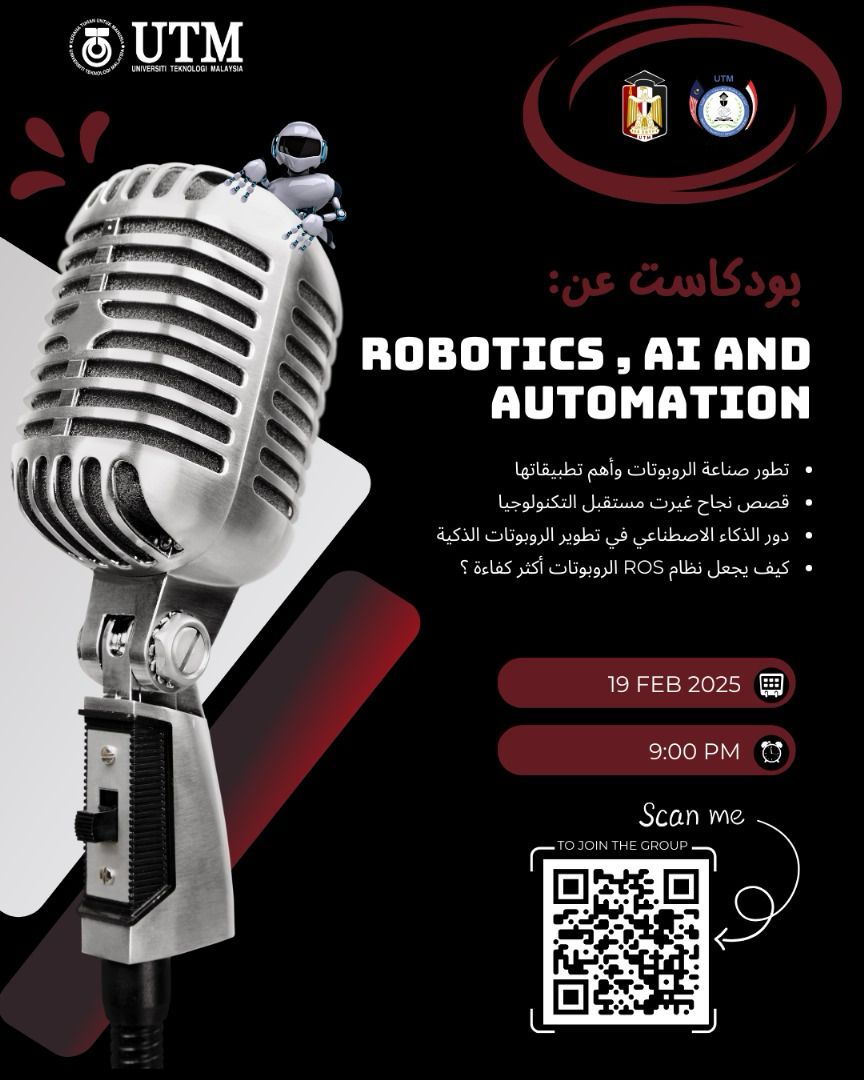 UTM
UNIVERSITI TEKNOLOGI MALAYSIA
UTM
UTM
بودكاست عن:
ROBOTICS , AI AND
AUTOMATION
• تطور صناعة الروبوتات وأهم تطبيقاتها
• قصص نجاح غيرت مستقبل التكنولوجيا
• دور الذكاء الاصطناعي في تطوير الروبوتات الذكية
• كيف يجعل نظام ROS الروبوتات أكثر كفاءة ؟
19 FEB 2025
9:00 PM
Scan me
TO JOIN THE GROUP